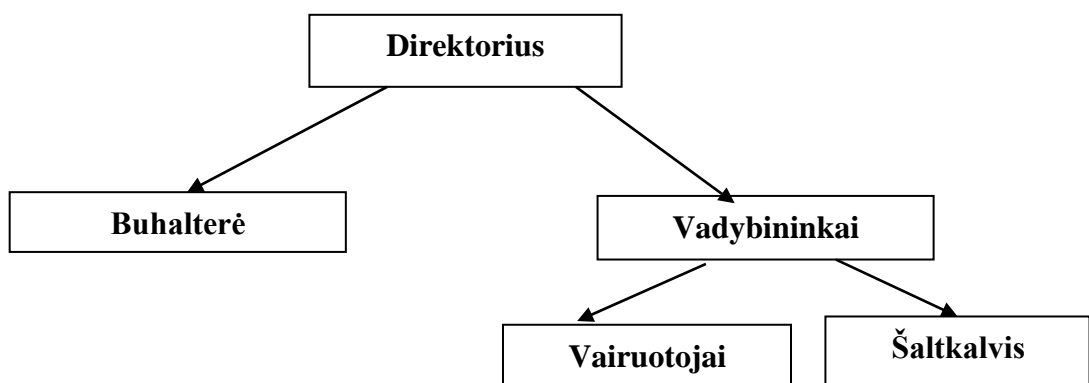 Direktorius
Buhalterė
Vadybininkai
Vairuotojai
Šaltkalvis